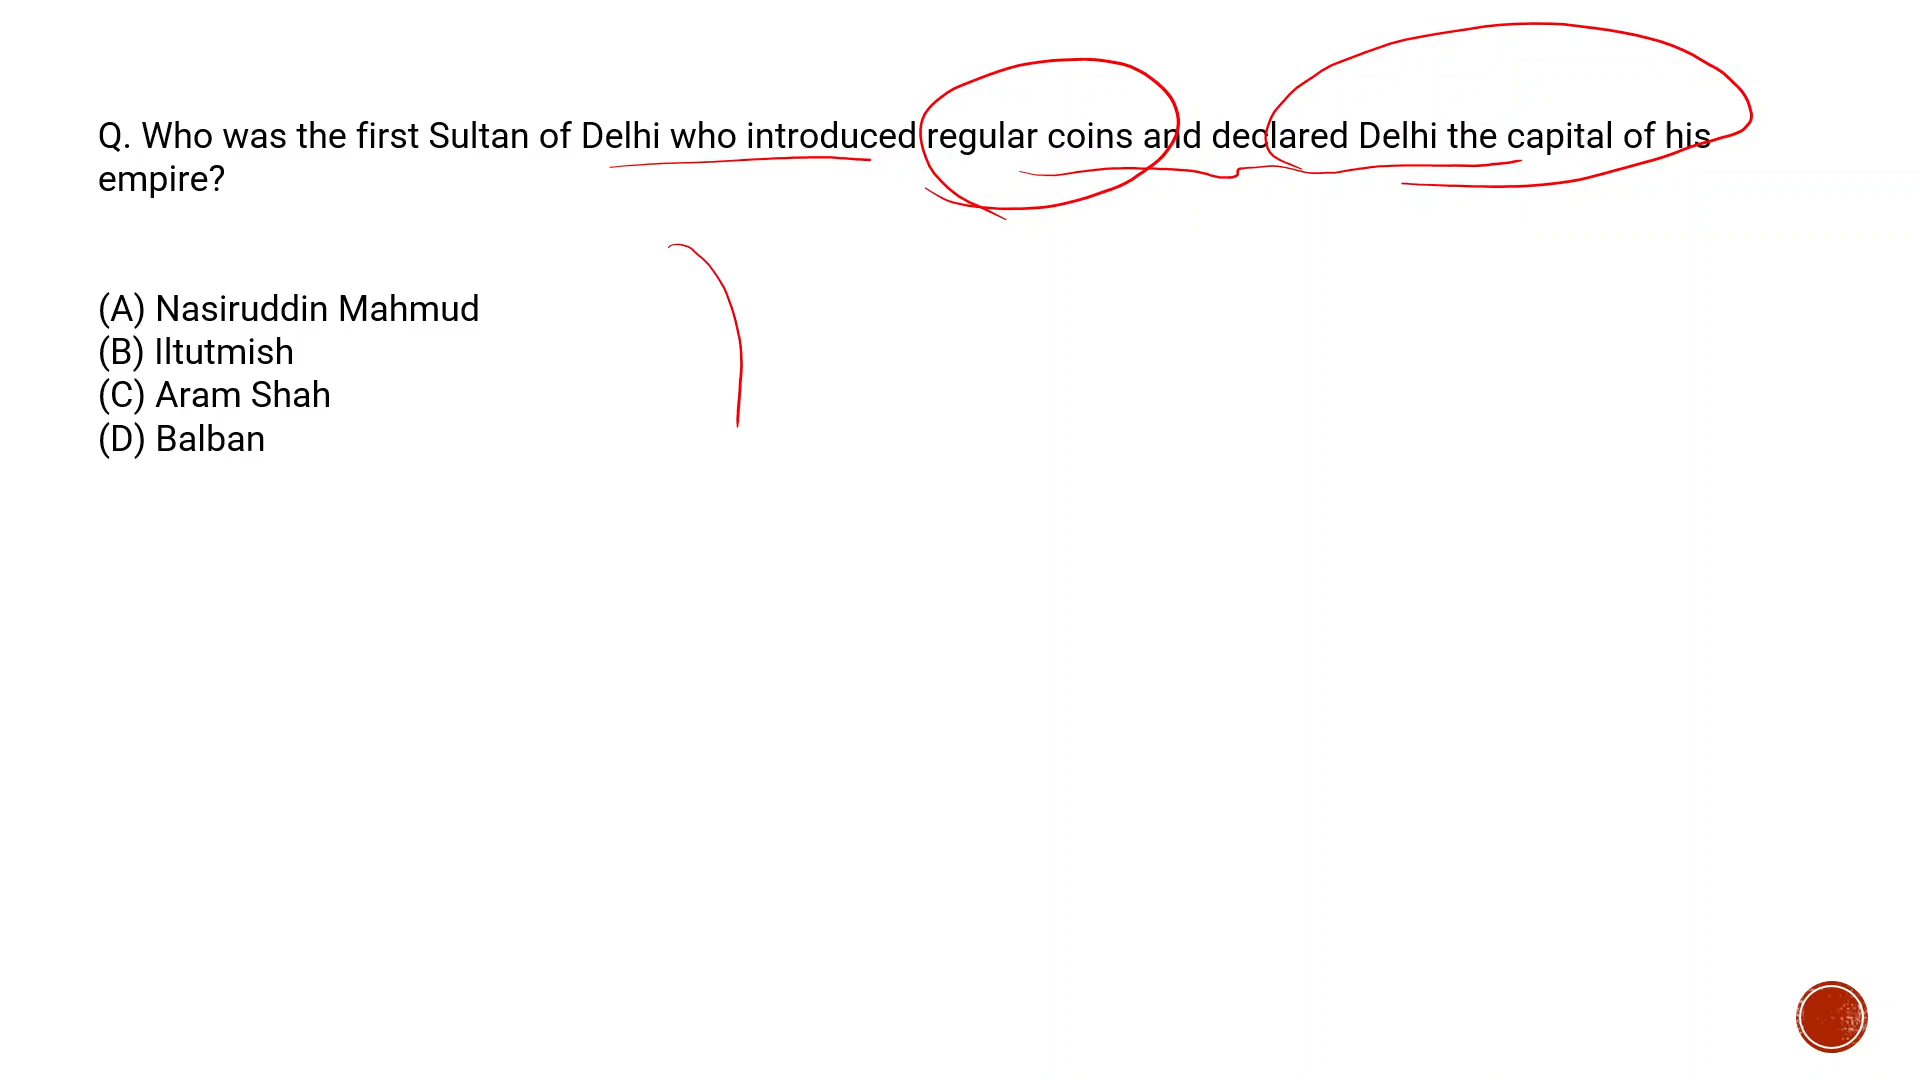 Q. Who was the first Sultan of Delhi who introduced regular coins and declared Delhi the capital of his
empire?
(A) Nasiruddin Mahmud
(B) Iltutmish
(C) Aram Shah
(D) Balban